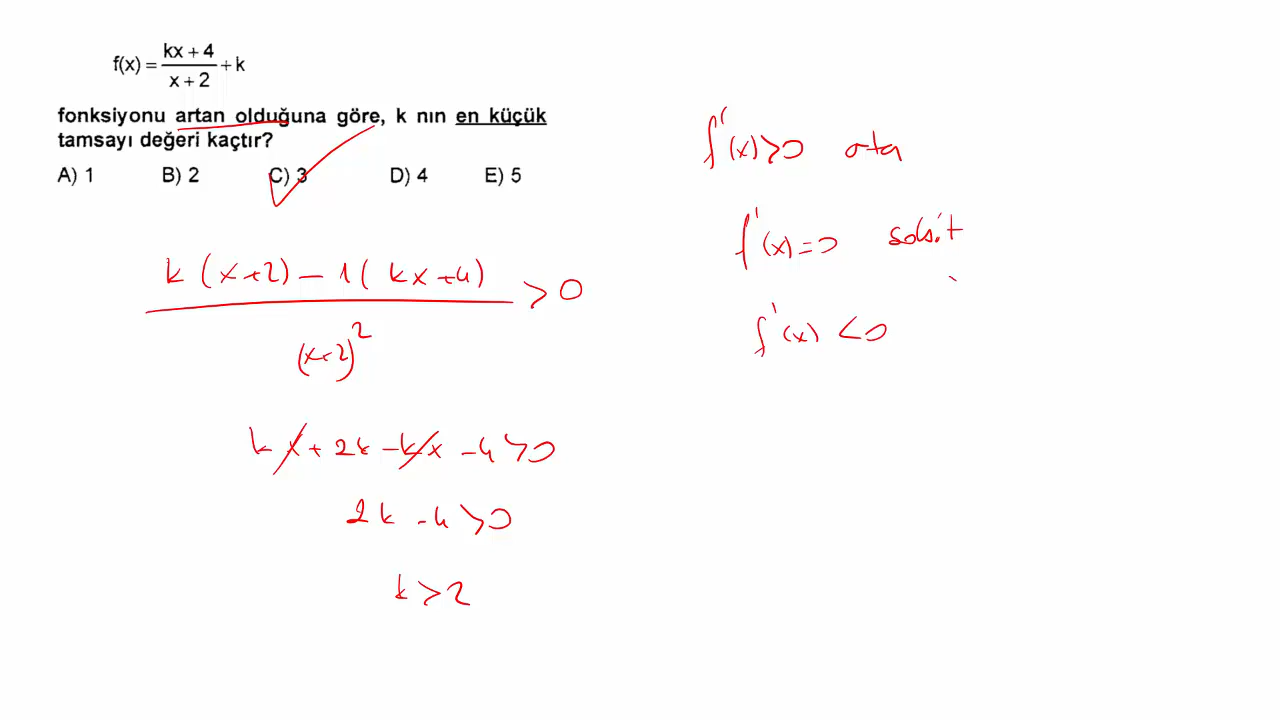 f(x) = kx + 4 / x + 2 + k
fonksiyonu artan olduğuna göre, k nın en küçük
tamsayı değeri kaçtır?
A) 1 B) 2 C) 3 D) 4 E) 5
k (x+2) - 1( kx+4) / (x+2)² > 0
kx + 2k - kx - 4 > 0
2k - 4 > 0
k > 2
f'(x) > 0
f'(x) = 0 sabit
f'(x) < 0